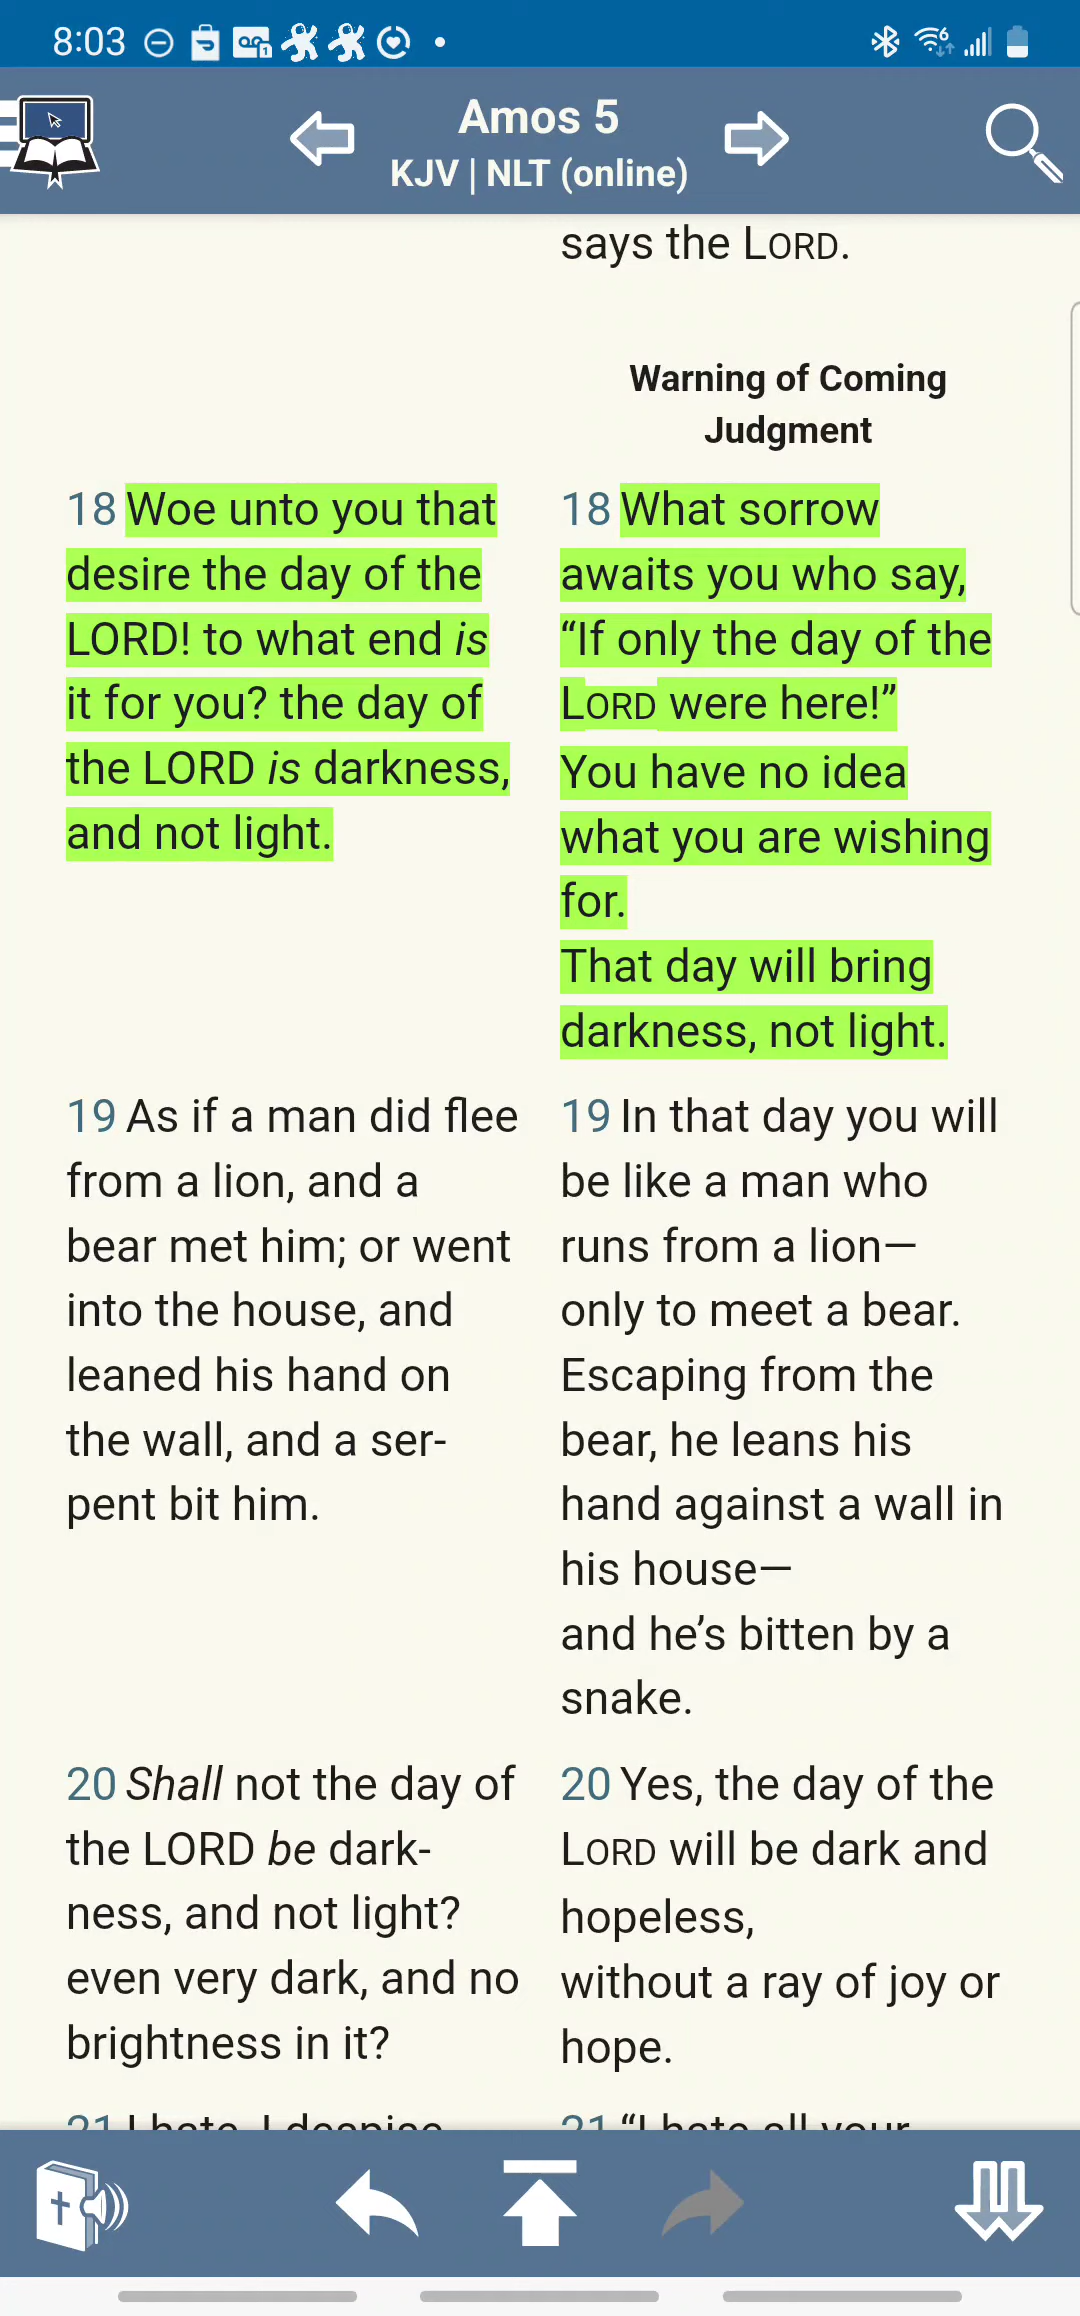 8:03
Amos 5
KJV | NLT (online)
says the LORD.
Warning of Coming
Judgment
18 Woe unto you that
desire the day of the
LORD! to what end is
it for you? the day of
the LORD is darkness,
and not light.
18 What sorrow
awaits you who say,
“If only the day of the
LORD were here!”
You have no idea
what you are wishing
for.
That day will bring
darkness, not light.
19 As if a man did flee
from a lion, and a
bear met him; or went
into the house, and
leaned his hand on
the wall, and a ser-
pent bit him.
19 In that day you will
be like a man who
runs from a lion—
only to meet a bear.
Escaping from the
bear, he leans his
hand against a wall in
his house—
and he’s bitten by a
snake.
20 Shall not the day of
the LORD be dark-
ness, and not light?
even very dark, and no
brightness in it?
20 Yes, the day of the
LORD will be dark and
hopeless,
without a ray of joy or
hope.
21 I hate, I despise
21 “I hate all your